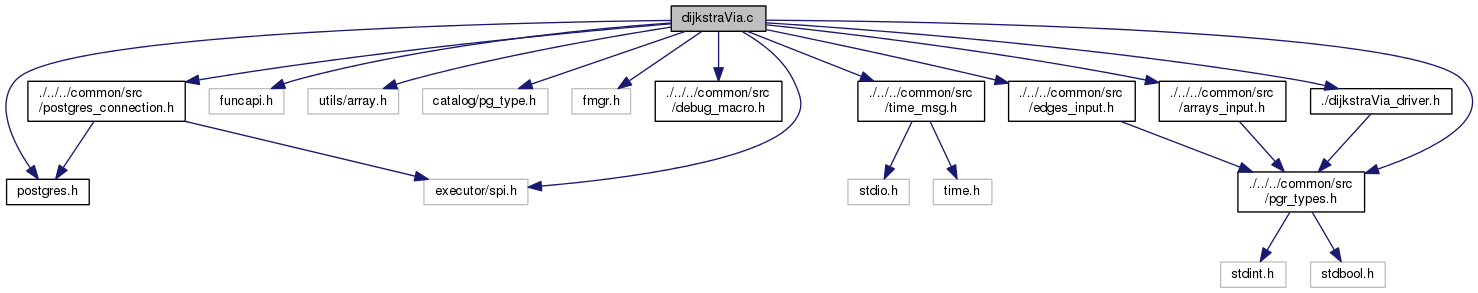 dijkstraVia.c
./../../common/src
/postgres_connection.h
funcapi.h
utils/array.h
catalog/pg_type.h
fmgr.h
./../../common/src
/debug_macro.h
./../../common/src
/time_msg.h
./../../common/src
/edges_input.h
./../../common/src
/arrays_input.h
./dijkstraVia_driver.h
postgres.h
executor/spi.h
stdio.h
time.h
./../../common/src
/pgr_types.h
stdint.h
stdbool.h